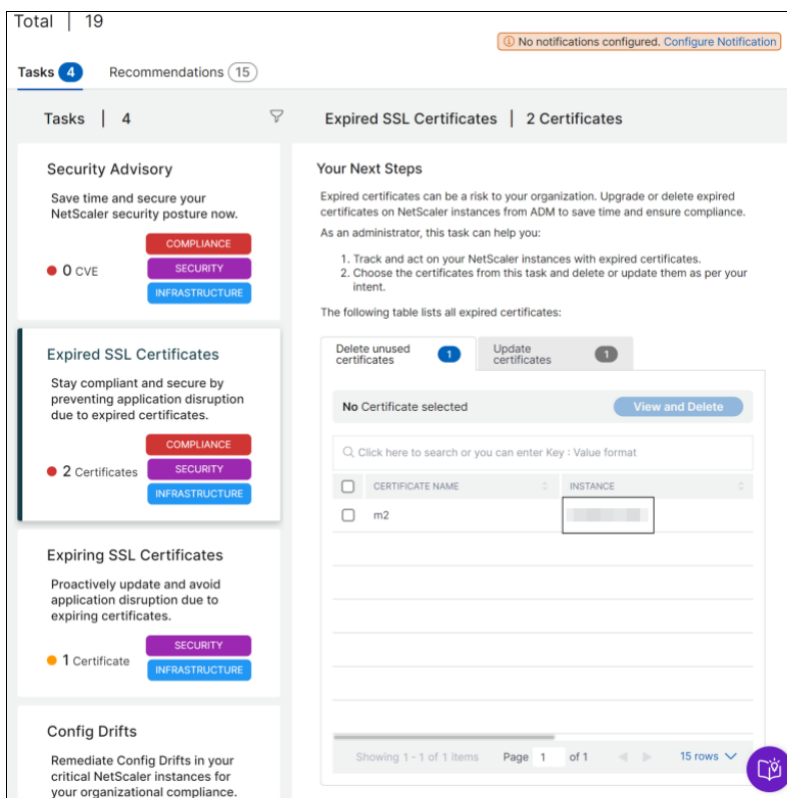 Total | 19
No notifications configured. Configure Notification
Tasks 4 Recommendations 15
Tasks | 4
Security Advisory
Save time and secure your
NetScaler security posture now.
0 CVE
COMPLIANCE
SECURITY
INFRASTRUCTURE
Expired SSL Certificates
Stay compliant and secure by
preventing application disruption
due to expired certificates.
2 Certificates
COMPLIANCE
SECURITY
INFRASTRUCTURE
Expiring SSL Certificates
Proactively update and avoid
application disruption due to
expiring certificates.
1 Certificate
SECURITY
INFRASTRUCTURE
Config Drifts
Remediate Config Drifts in your
critical NetScaler instances for
your organizational compliance.
Expired SSL Certificates | 2 Certificates
Your Next Steps
Expired certificates can be a risk to your organization. Upgrade or delete expired
certificates on NetScaler instances from ADM to save time and ensure compliance.
As an administrator, this task can help you:
1. Track and act on your NetScaler instances with expired certificates.
2. Choose the certificates from this task and delete or update them as per your
intent.
The following table lists all expired certificates:
Delete unused
certificates 1
Update
certificates 1
No Certificate selected View and Delete
Click here to search or you can enter Key : Value format
CERTIFICATE NAME INSTANCE
m2
Showing 1 - 1 of 1 items Page 1 of 1 15 rows